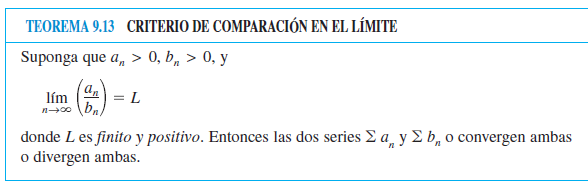 TEOREMA 9.13 CRITERIO DE COMPARACIÓN EN EL LÍMITE
Suponga que aₙ > 0, bₙ > 0, y
lím n→∞ (aₙ/bₙ) = L
donde L es finito y positivo. Entonces las dos series Σ aₙ y Σ bₙ o convergen ambas
o divergen ambas.